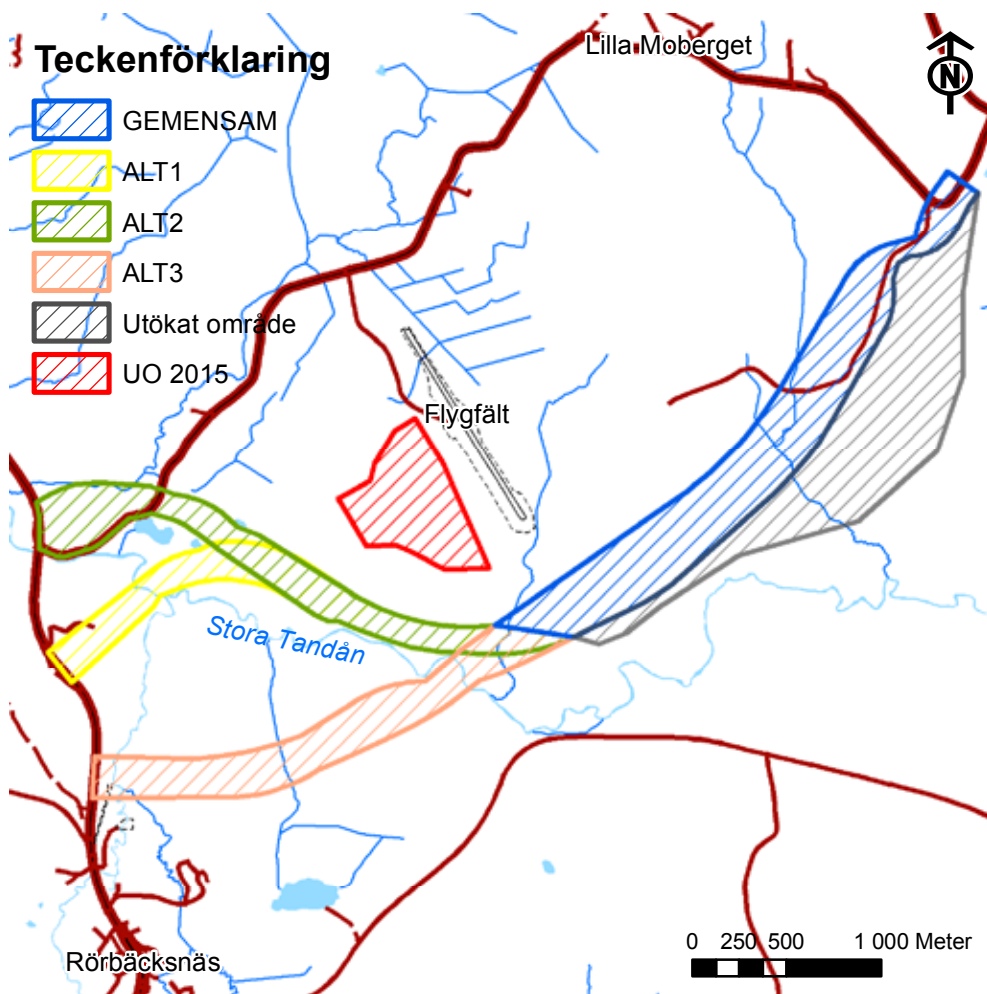 Teckenförklaring
GEMENSAM
ALT1
ALT2
ALT3
Utökat område
UO 2015
Lilla Moberget
N
Flygfält
Stora Tandån
Rörbäcksnäs
0 250 500 1 000 Meter